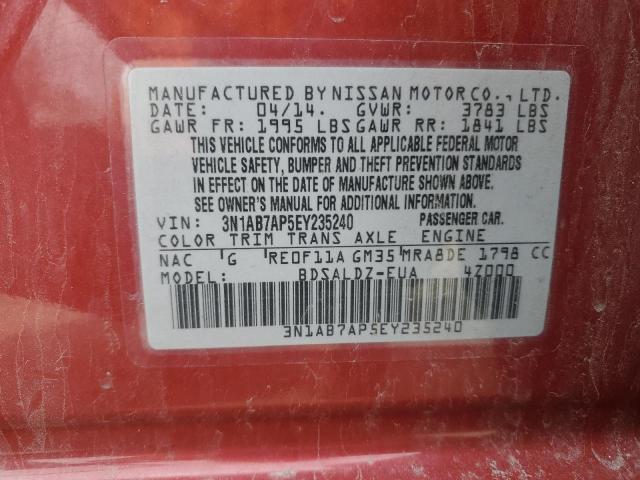 MANUFACTURED BY NISSAN MOTOR CO., LTD.
DATE: 04/14. GVWR: 3783 LBS
GAWR FR: 1995 LBS GAWR RR: 1841 LBS
THIS VEHICLE CONFORMS TO ALL APPLICABLE FEDERAL MOTOR
VEHICLE SAFETY, BUMPER AND THEFT PREVENTION STANDARDS
IN EFFECT ON THE DATE OF MANUFACTURE SHOWN ABOVE.
SEE OWNER'S MANUAL FOR ADDITIONAL INFORMATION.
VIN: 3N1AB7AP5EY235240 PASSENGER CAR.
COLOR TRIM TRANS AXLE ENGINE
NAC 'G 'RE0F11A GM35 'MRA8DE 1798 CC
MODEL: BDSALDZ-EUA 4Z000
3N1AB7AP5EY235240